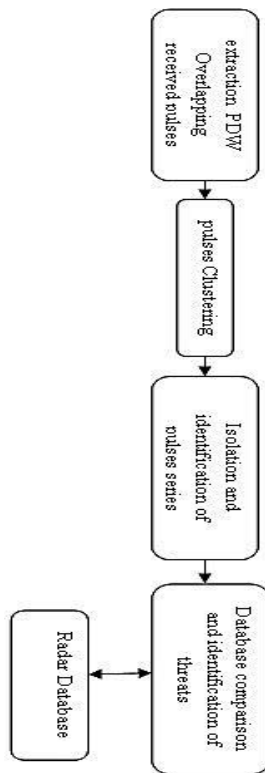 extraction PDW
Overlapping
received pulses
pulses Clustering
Isolation and
identification of
pulses series
Database comparison
and identification of
threats
Radar Database